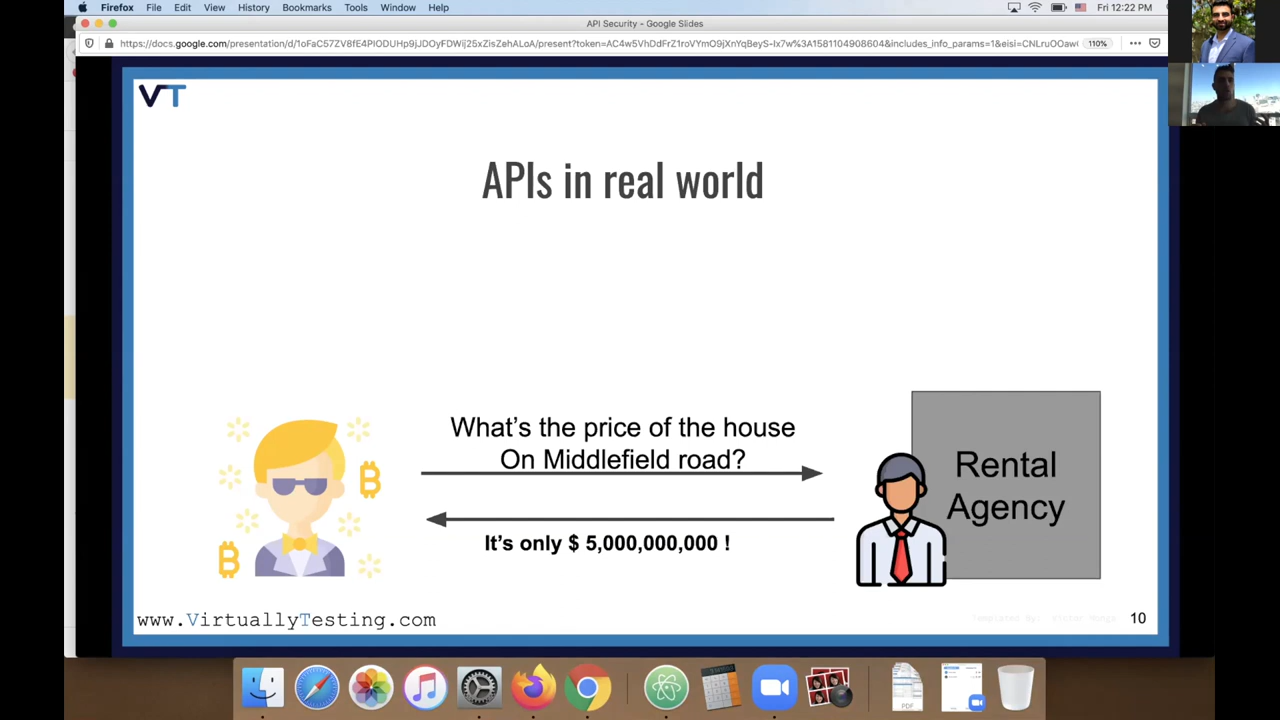 Firefox File Edit View History Bookmarks Tools Window Help Fri 12:22 PM
API Security - Google Slides
110%
VT
APIs in real world
What's the price of the house
On Middlefield road?
It's only $ 5,000,000,000 !
Rental
Agency
www.VirtuallyTesting.com
10
PDF